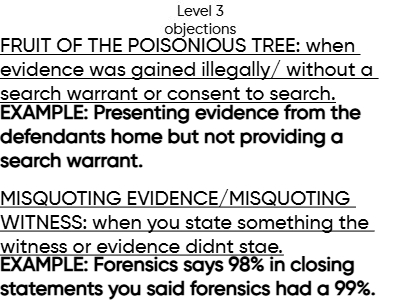 Level 3
objections
FRUIT OF THE POISONIOUS TREE: when
evidence was gained illegally/ without a
search warrant or consent to search.
EXAMPLE: Presenting evidence from the
defendants home but not providing a
search warrant.
MISQUOTING EVIDENCE/MISQUOTING
WITNESS: when you state something the
witness or evidence didnt stae.
EXAMPLE: Forensics says 98% in closing
statements you said forensics had a 99%.